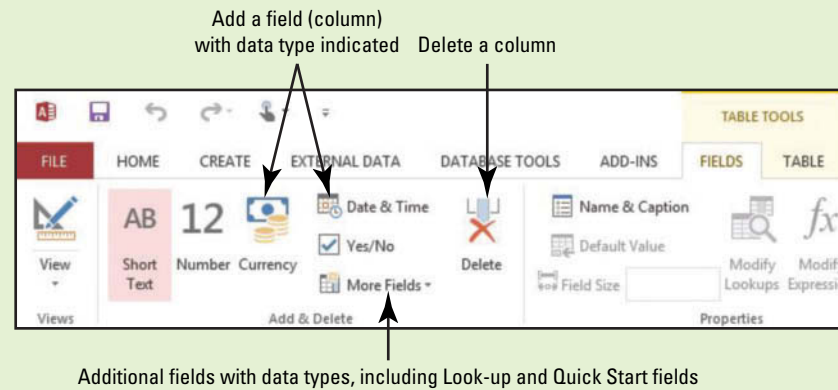 Add a field (column)
with data type indicated
Delete a column
TABLE TOOLS
FILE HOME CREATE EXTERNAL DATA DATABASE TOOLS ADD-INS FIELDS TABLE
View
AB
Short
Text
12
Number
Currency
Date & Time
Yes/No
More Fields
Delete
Name & Caption
Default Value
Field Size
Modify
Lookups
fx
Modif
Expressi
Views
Add & Delete
Properties
Additional fields with data types, including Look-up and Quick Start fields